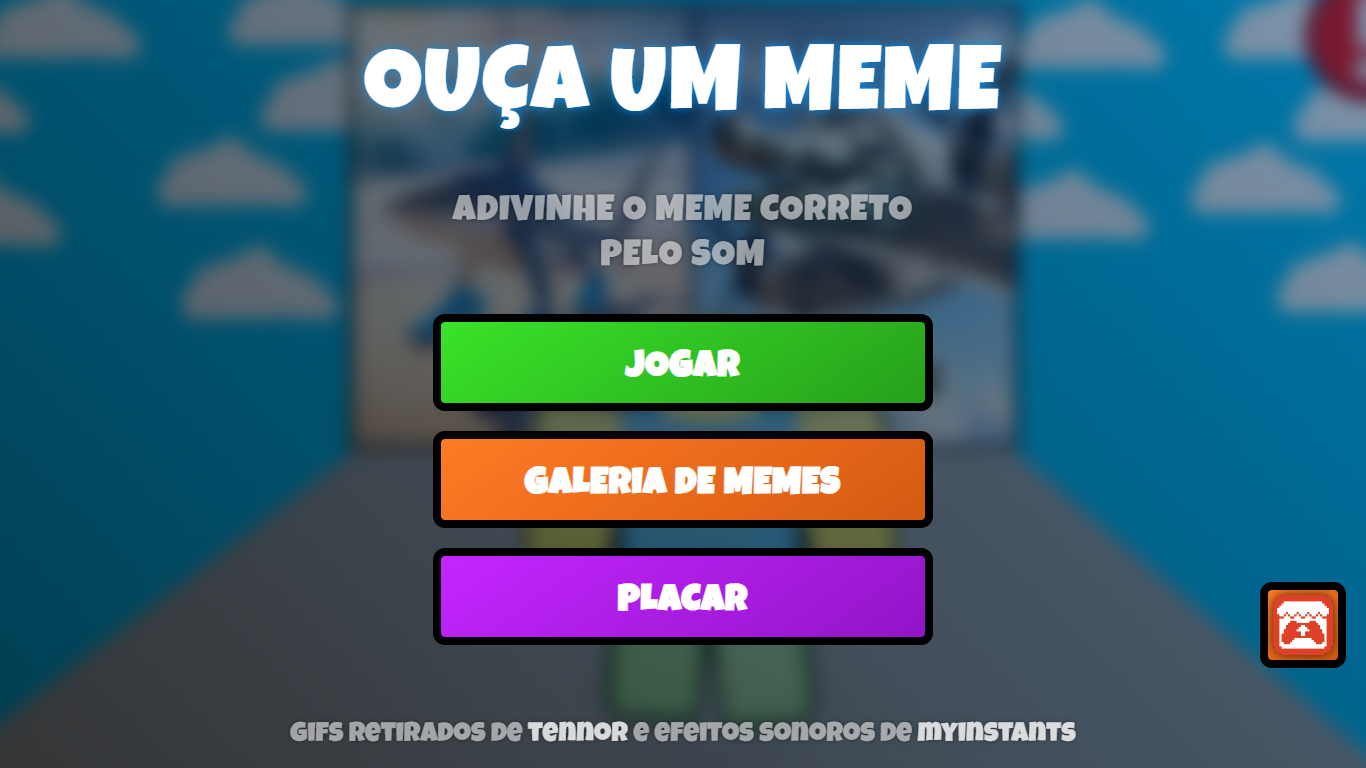 OUÇA UM MEME
ADIVINHE O MEME CORRETO
PELO SOM
JOGAR
GALERIA DE MEMES
PLACAR
GIFS RETIRADOS DE TENNOR E EFEITOS SONOROS DE MYINSTANTS